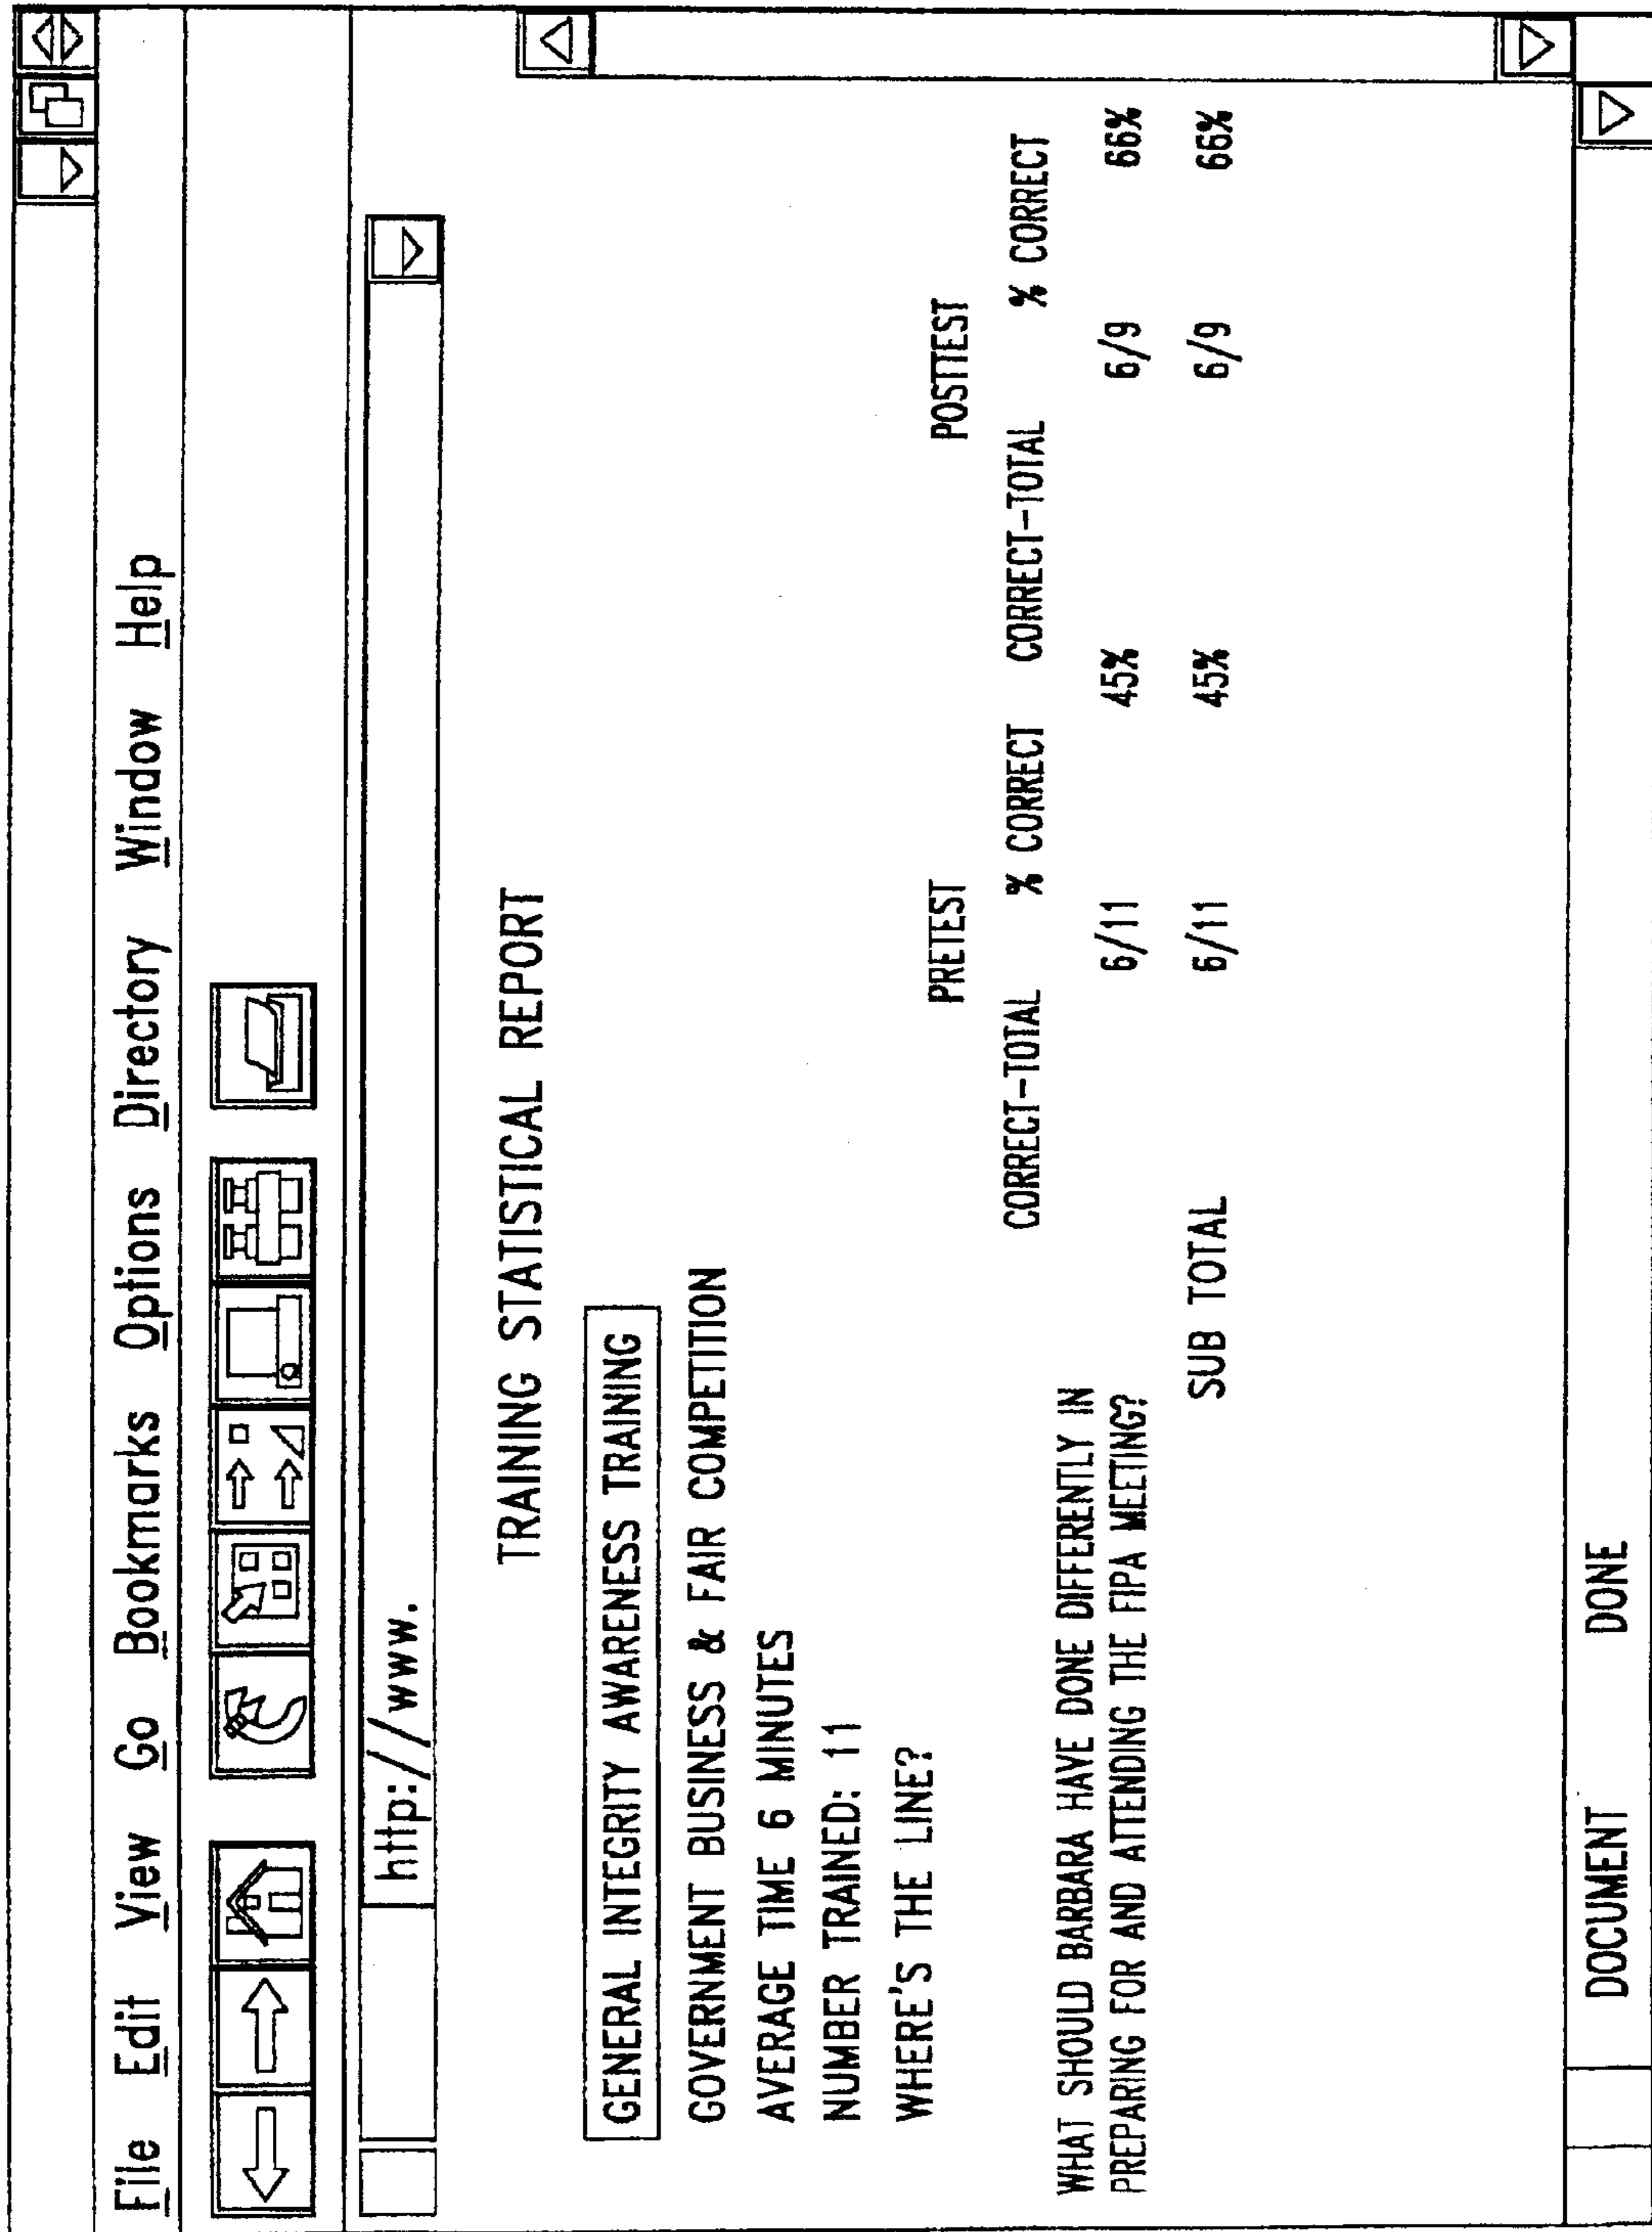 File Edit View Go Bookmarks Options Directory Window Help
http://www.
TRAINING STATISTICAL REPORT
GENERAL INTEGRITY AWARENESS TRAINING
GOVERNMENT BUSINESS & FAIR COMPETITION
AVERAGE TIME 6 MINUTES
NUMBER TRAINED: 11
WHERE'S THE LINE?
PRETEST POSTTEST
CORRECT-TOTAL % CORRECT CORRECT-TOTAL % CORRECT
WHAT SHOULD BARBARA HAVE DONE DIFFERENTLY IN
PREPARING FOR AND ATTENDING THE FIPA MEETING?
6/11 45% 6/9 66%
SUB TOTAL 6/11 45% 6/9 66%
DOCUMENT DONE